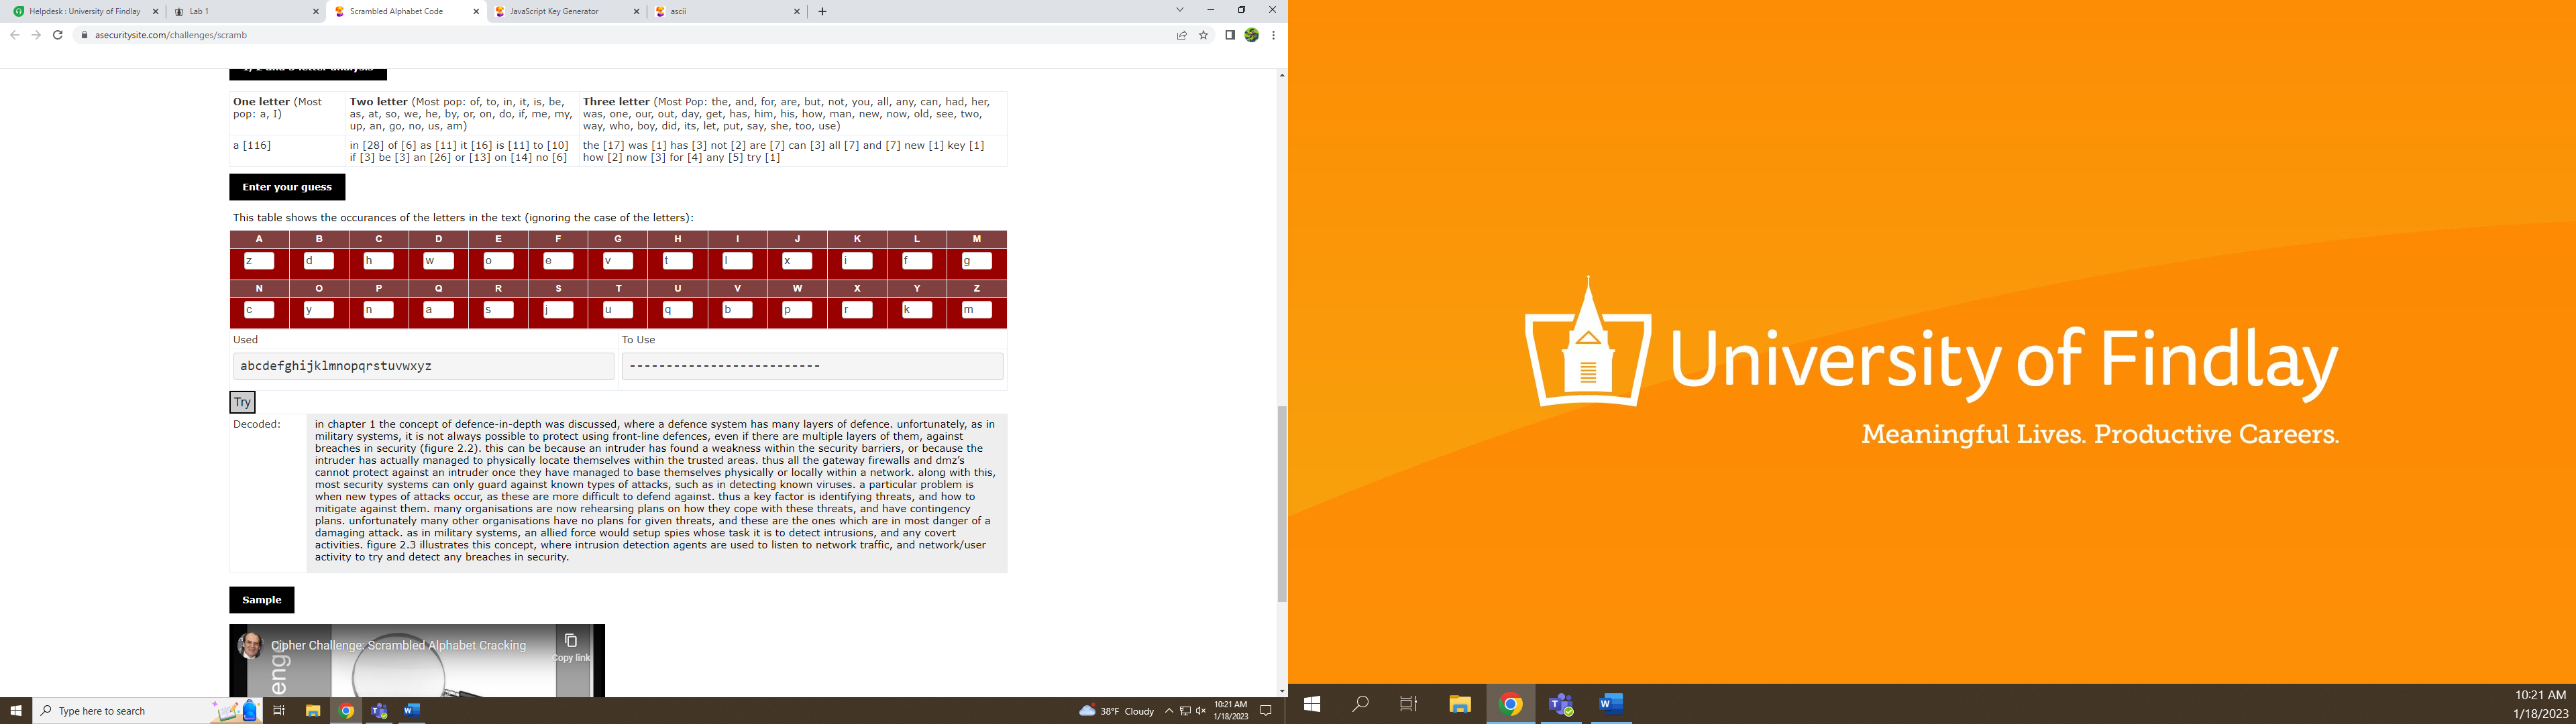 Helpdesk : University of Findlay
Lab 1
Scrambled Alphabet Code
JavaScript Key Generator
ascii
asecuritysite.com/challenges/scramb
One letter (Most pop: a, I)
Two letter (Most pop: of, to, in, it, is, be, as, at, so, we, he, by, or, on, do, if, me, my, up, an, go, no, us, am)
Three letter (Most Pop: the, and, for, are, but, not, you, all, any, can, had, her, was, one, our, out, day, get, has, him, his, how, man, new, now, old, see, two, way, who, boy, did, its, let, put, say, she, too, use)
a [116]
in [28] of [6] as [11] it [16] is [11] to [10] if [3] be [3] an [26] or [13] on [14] no [6]
the [17] was [1] has [3] not [2] are [7] can [3] all [7] and [7] new [1] key [1] how [2] now [3] for [4] any [5] try [1]
Enter your guess
This table shows the occurances of the letters in the text (ignoring the case of the letters):
A B C D E F G H I J K L M
z d h w o e v t l x i f g
N O P Q R S T U V W X Y Z
c y n a s j u q b p r k m
Used
To Use
abcdefghijklmnopqrstuvwxyz
--------------------------
Try
Decoded:
in chapter 1 the concept of defence-in-depth was discussed, where a defence system has many layers of defence. unfortunately, as in
military systems, it is not always possible to protect using front-line defences, even if there are multiple layers of them, against
breaches in security (figure 2.2). this can be because an intruder has found a weakness within the security barriers, or because the
intruder has actually managed to physically locate themselves within the trusted areas. thus all the gateway firewalls and dmz’s
cannot protect against an intruder once they have managed to base themselves physically or locally within a network. along with this,
most security systems can only guard against known types of attacks, such as in detecting known viruses. a particular problem is
when new types of attacks occur, as these are more difficult to defend against. thus a key factor is identifying threats, and how to
mitigate against them. many organisations are now rehearsing plans on how they cope with these threats, and have contingency
plans. unfortunately many other organisations have no plans for given threats, and these are the ones which are in most danger of a
damaging attack. as in military systems, an allied force would setup spies whose task it is to detect intrusions, and any covert
activities. figure 2.3 illustrates this concept, where intrusion detection agents are used to listen to network traffic, and network/user
activity to try and detect any breaches in security.
Sample
Cipher Challenge: Scrambled Alphabet Cracking
Copy link
enge
Type here to search
38°F Cloudy
10:21 AM
1/18/2023
University of Findlay
Meaningful Lives. Productive Careers.
10:21 AM
1/18/2023